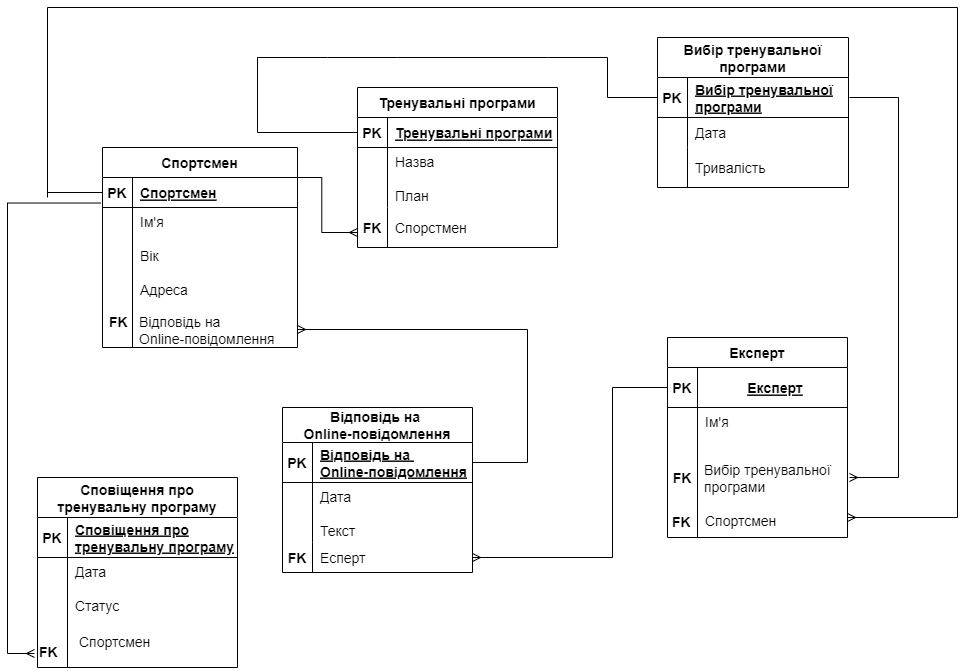 Вибір тренувальної
програми
PK Вибір тренувальної
програми
Дата
Тривалість
Тренувальні програми
PK Тренувальні програми
Назва
План
FK Спорстмен
Спортсмен
PK Спортсмен
Ім'я
Вік
Адреса
FK Відповідь на
Online-повідомлення
Експерт
PK Експерт
Ім'я
FK Вибір тренувальної
програми
FK Спортсмен
Відповідь на
Online-повідомлення
PK Відповідь на
Online-повідомлення
Дата
Текст
FK Есперт
Сповіщення про
тренувальну програму
PK Сповіщення про
тренувальну програму
Дата
Статус
FK Спортсмен